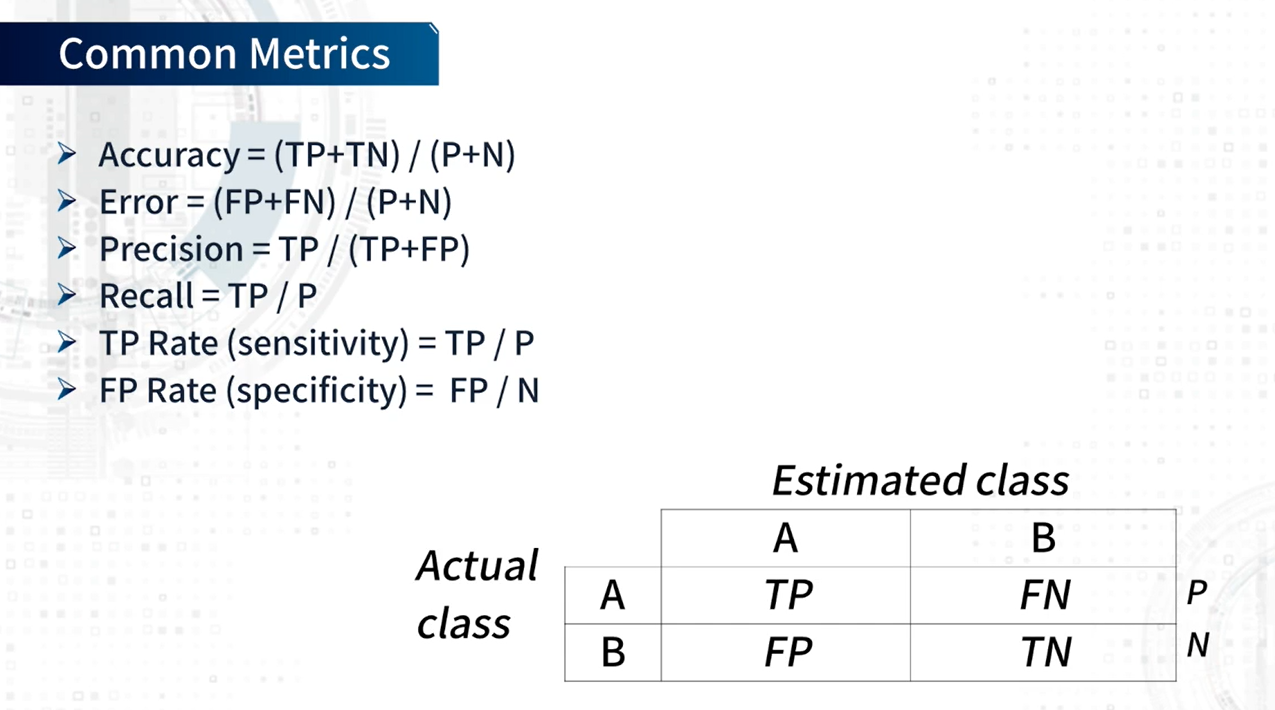 Common Metrics
➢ Accuracy = (TP+TN) / (P+N)
➢ Error = (FP+FN) / (P+N)
➢ Precision = TP / (TP+FP)
➢ Recall = TP / P
➢ TP Rate (sensitivity) = TP / P
➢ FP Rate (specificity) = FP / N
Estimated class
A B
Actual
class
A TP FN P
B FP TN N